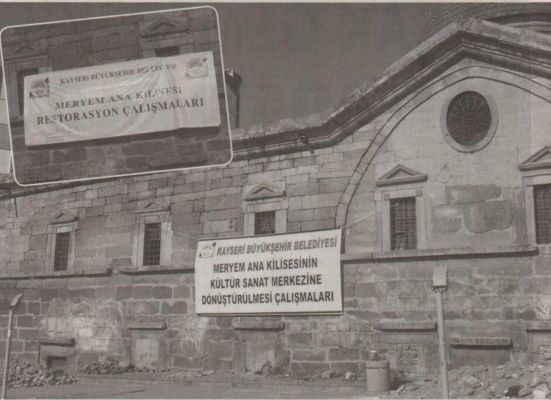 KAYSERİ BÜYÜKŞEHİR BELEDİYESİ
MERYEM ANA KİLİSESİ
RESTORASYON ÇALIŞMALARI
KAYSERİ BÜYÜKŞEHİR BELEDİYESİ
MERYEM ANA KİLİSESİNİN
KÜLTÜR SANAT MERKEZİNE
DÖNÜŞTÜRÜLMESİ ÇALIŞMALARI